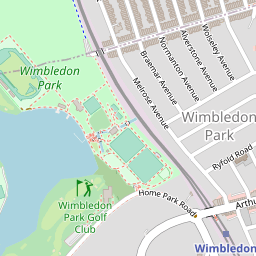 Wolseley Avenue
Alverstone Avenue
Normanton Avenue
Braemar Avenue
Melrose Avenue
Wimbledon
Park
Wimbledon
Park
Ryfold Road
Home Park Road
Arthu
Wimbledon
Park Golf
Club
Wimbledon